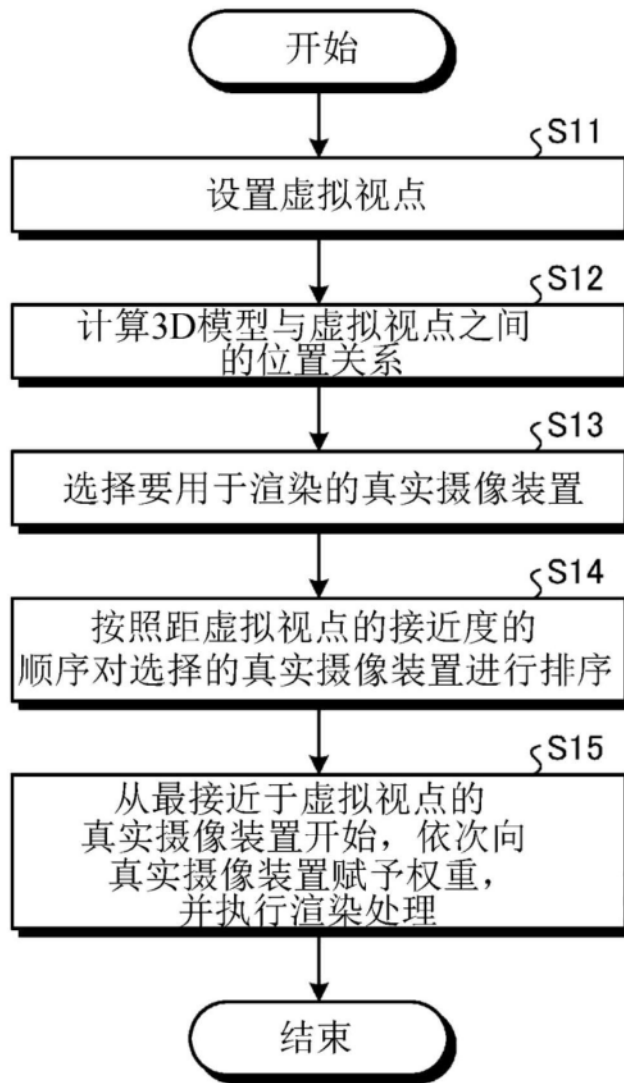 开始
S11
设置虚拟视点
S12
计算3D模型与虚拟视点之间
的位置关系
S13
选择要用于渲染的真实摄像装置
S14
按照距虚拟视点的接近度的
顺序对选择的真实摄像装置进行排序
S15
从最接近于虚拟视点的
真实摄像装置开始，依次向
真实摄像装置赋予权重，
并执行渲染处理
结束